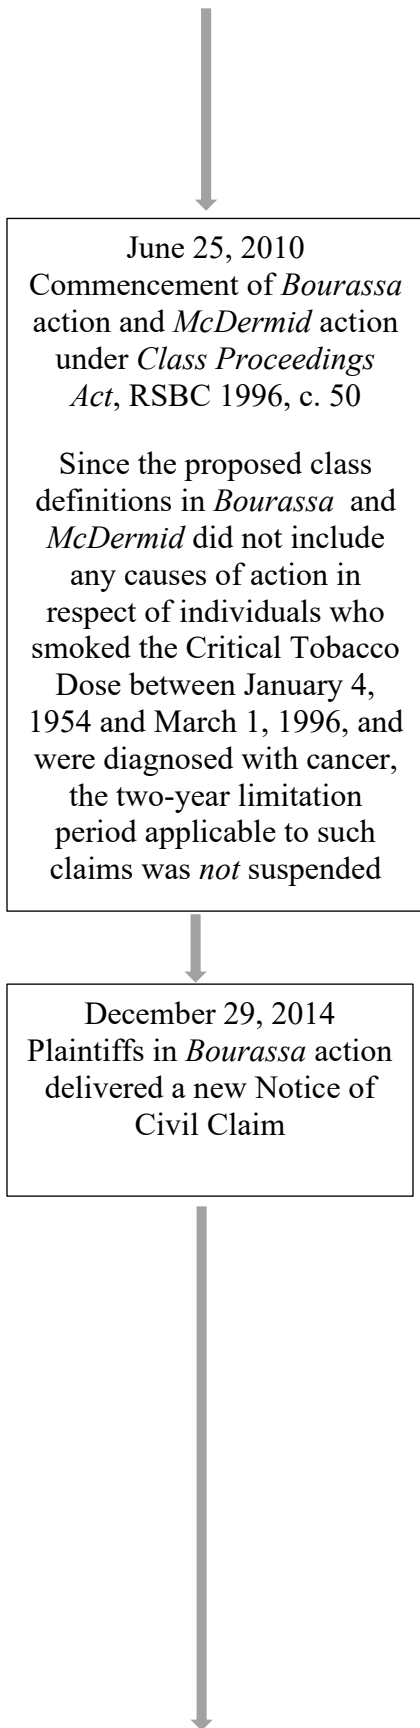 June 25, 2010
Commencement of Bourassa
action and McDermid action
under Class Proceedings
Act, RSBC 1996, c. 50
Since the proposed class
definitions in Bourassa and
McDermid did not include
any causes of action in
respect of individuals who
smoked the Critical Tobacco
Dose between January 4,
1954 and March 1, 1996, and
were diagnosed with cancer,
the two-year limitation
period applicable to such
claims was not suspended
December 29, 2014
Plaintiffs in Bourassa action
delivered a new Notice of
Civil Claim